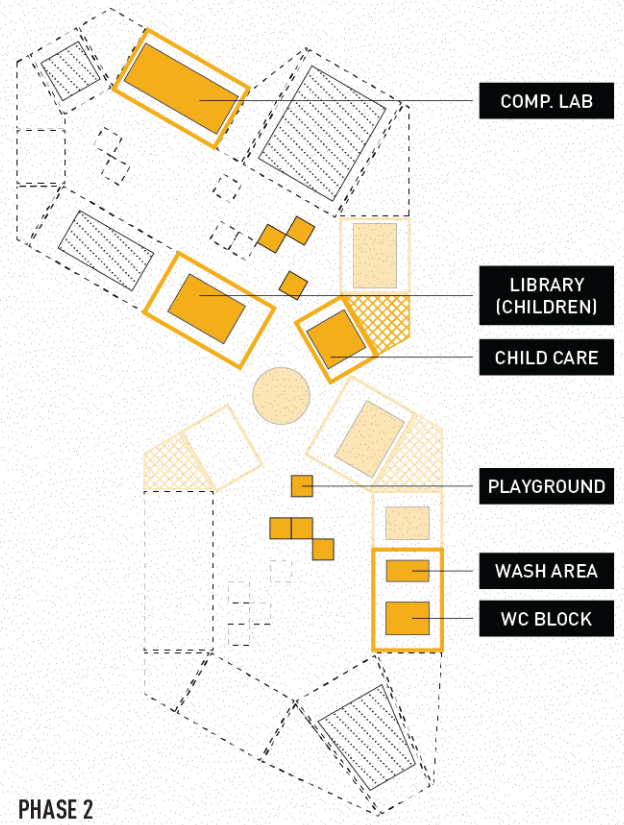 COMP. LAB
LIBRARY
(CHILDREN)
CHILD CARE
PLAYGROUND
WASH AREA
WC BLOCK
PHASE 2